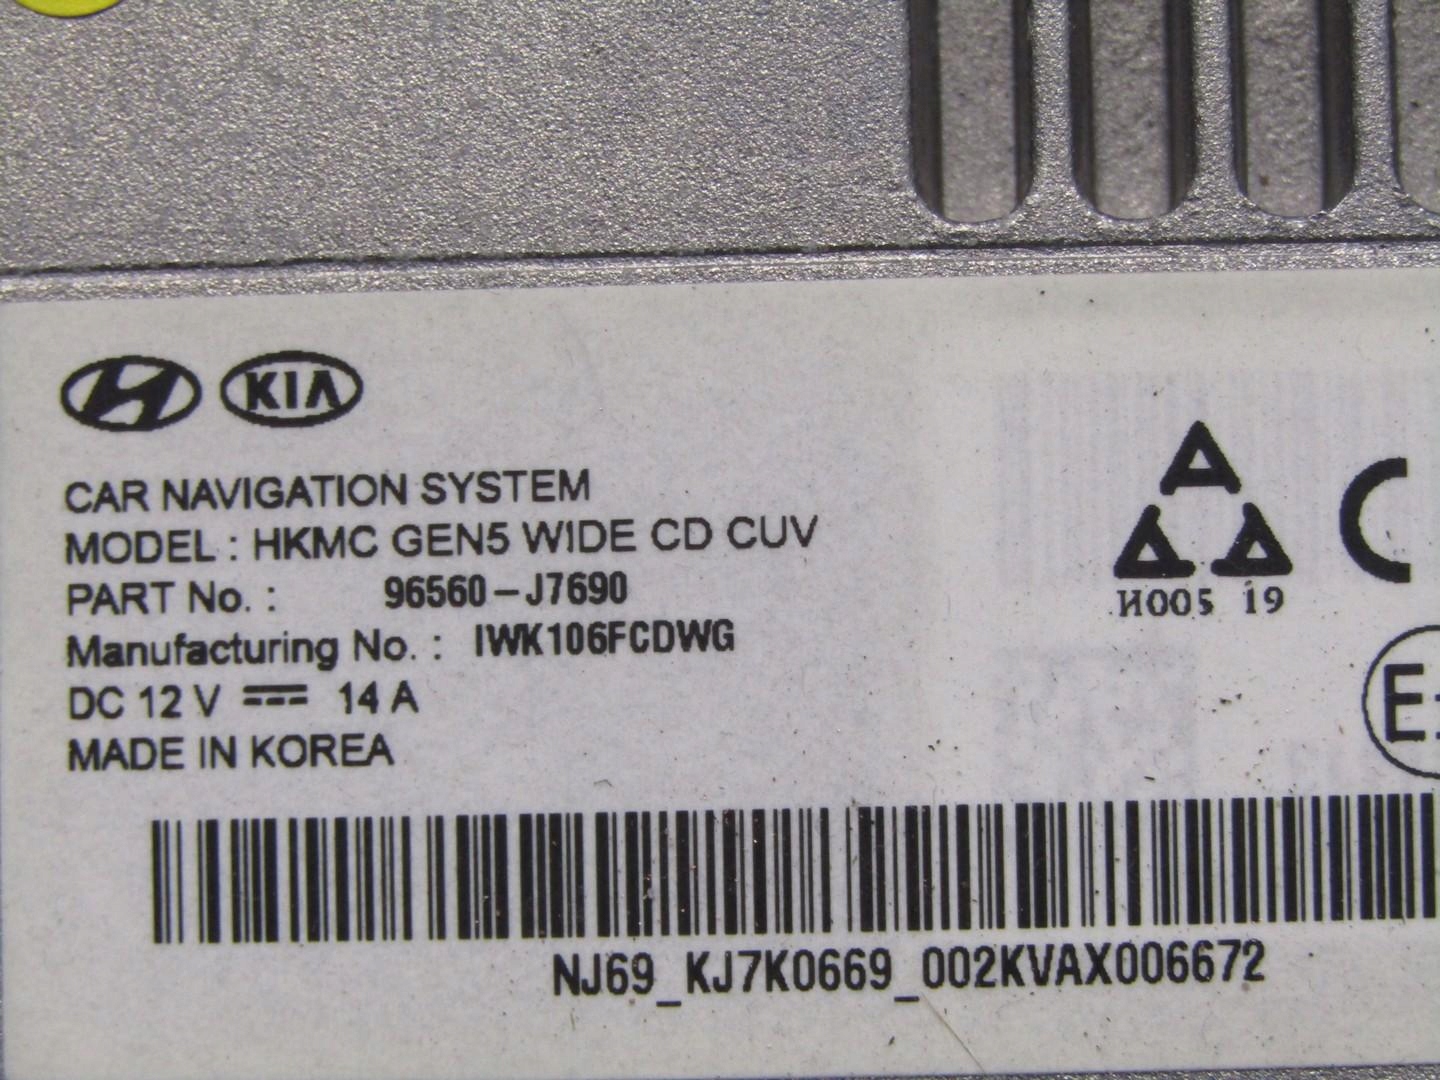 KIA
CAR NAVIGATION SYSTEM
MODEL : HKMC GEN5 WIDE CD CUV
PART No. : 96560-J7690
Manufacturing No. : IWK106FCDWG
DC 12 V 14 A
MADE IN KOREA
H005 19
NJ69_KJ7K0669_002KVAX006672